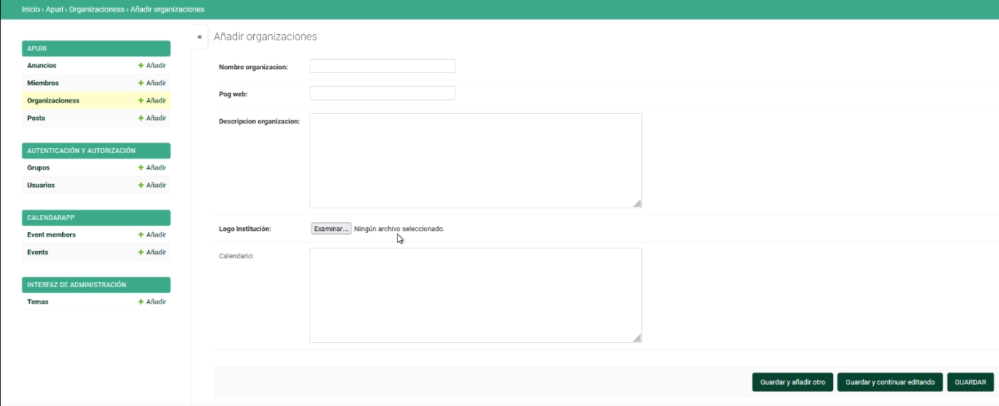 Inicio › Apuri › Organizacioness › Añadir organizaciones
«
Añadir organizaciones
APURI
Anuncios + Añadir
Miembros + Añadir
Organizacioness + Añadir
Posts + Añadir
AUTENTICACIÓN Y AUTORIZACIÓN
Grupos + Añadir
Usuarios + Añadir
CALENDARAPP
Event members + Añadir
Events + Añadir
INTERFAZ DE ADMINISTRACIÓN
Temas + Añadir
Nombre organizacion:
Pag web:
Descripcion organizacion:
Logo institución: Examinar... Ningún archivo seleccionado.
Calendario:
Guardar y añadir otro Guardar y continuar editando GUARDAR